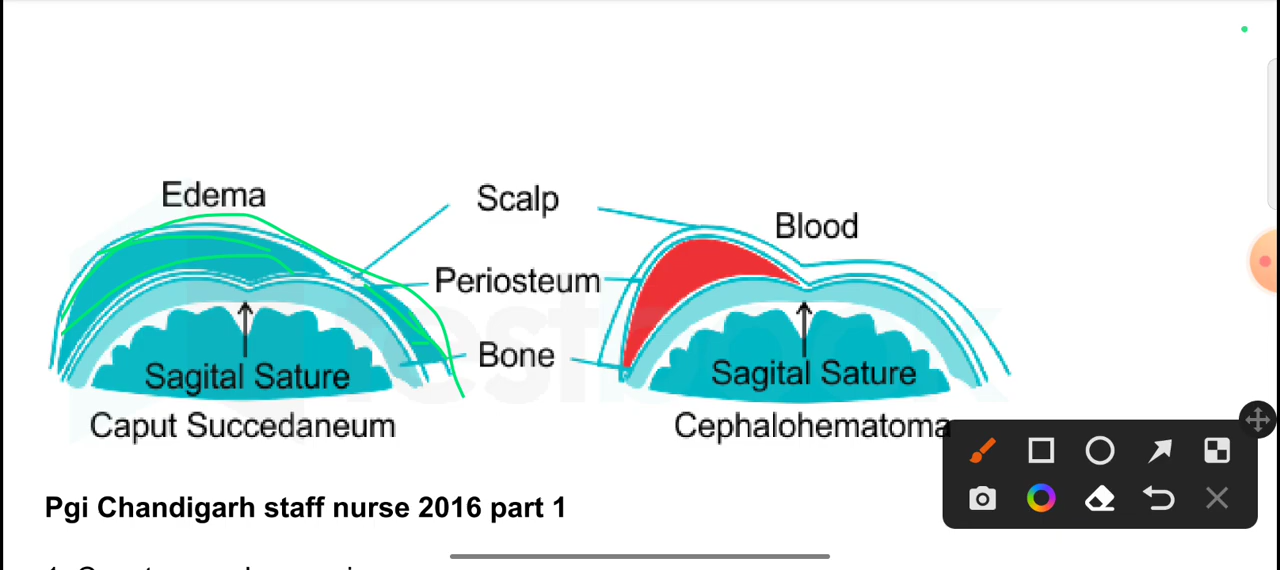 Edema
Scalp
Blood
Periosteum
Bone
Sagital Sature
Sagital Sature
Caput Succedaneum
Cephalohematoma
Pgi Chandigarh staff nurse 2016 part 1